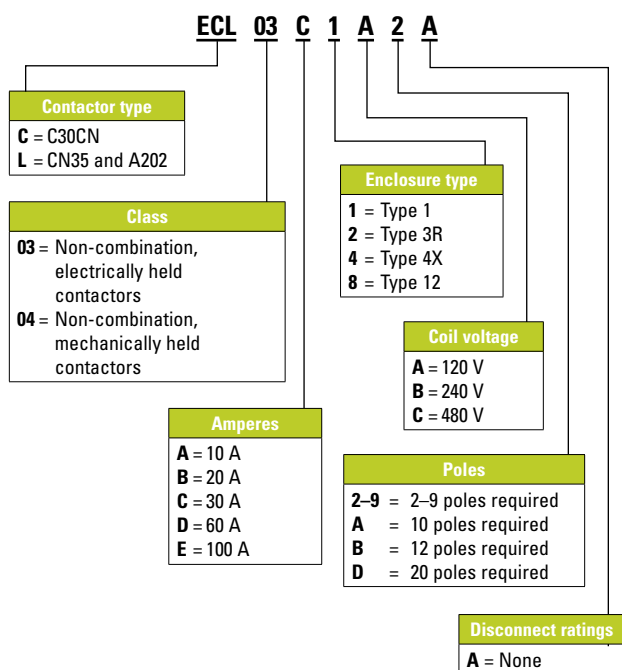 ECL 03 C 1 A 2 A
Contactor type
C = C30CN
L = CN35 and A202
Class
03 = Non-combination,
electrically held
contactors
04 = Non-combination,
mechanically held
contactors
Amperes
A = 10 A
B = 20 A
C = 30 A
D = 60 A
E = 100 A
Enclosure type
1 = Type 1
2 = Type 3R
4 = Type 4X
8 = Type 12
Coil voltage
A = 120 V
B = 240 V
C = 480 V
Poles
2–9 = 2–9 poles required
A = 10 poles required
B = 12 poles required
D = 20 poles required
Disconnect ratings
A = None